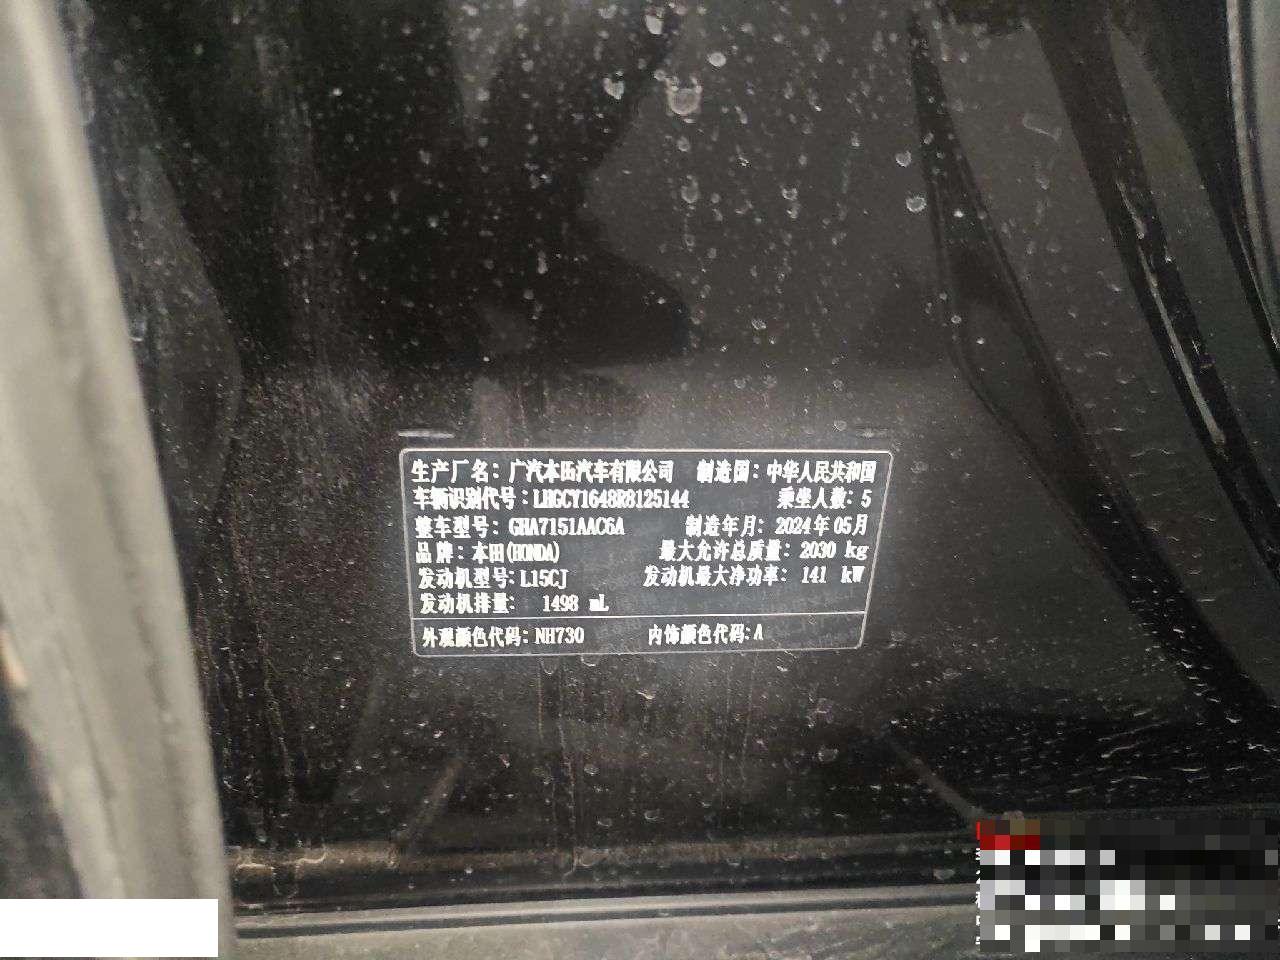 生产厂名：广汽本田汽车有限公司 制造国：中华人民共和国
车辆识别代号：LHGCY1648R8125144 乘坐人数：5
整车型号：GHA7151AAC6A 制造年月：2024年05月
品牌：本田(HONDA) 最大允许总质量：2030 kg
发动机型号：L15CJ 发动机最大净功率：141 kW
发动机排量： 1498 mL
外观颜色代码：NH730 内饰颜色代码：A